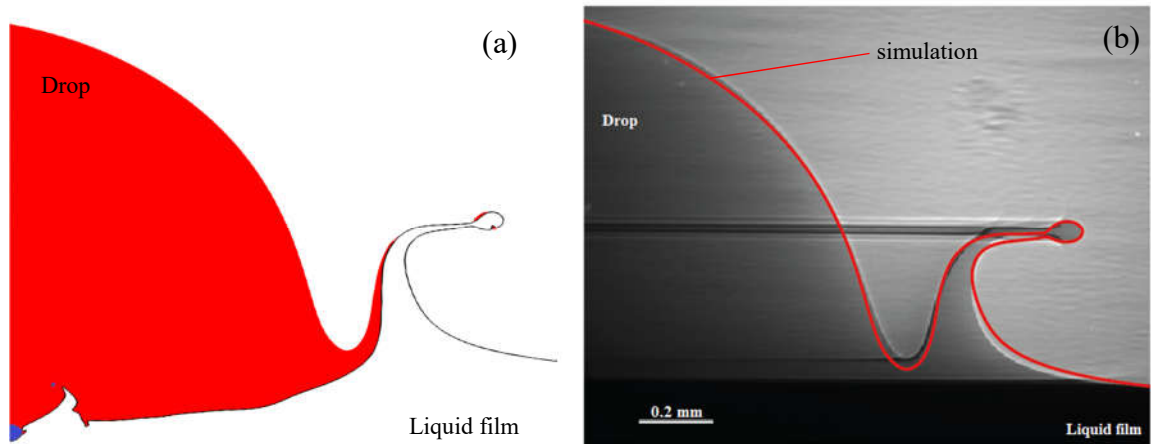 (a)
Drop
Liquid film
(b)
simulation
Drop
0.2 mm
Liquid film